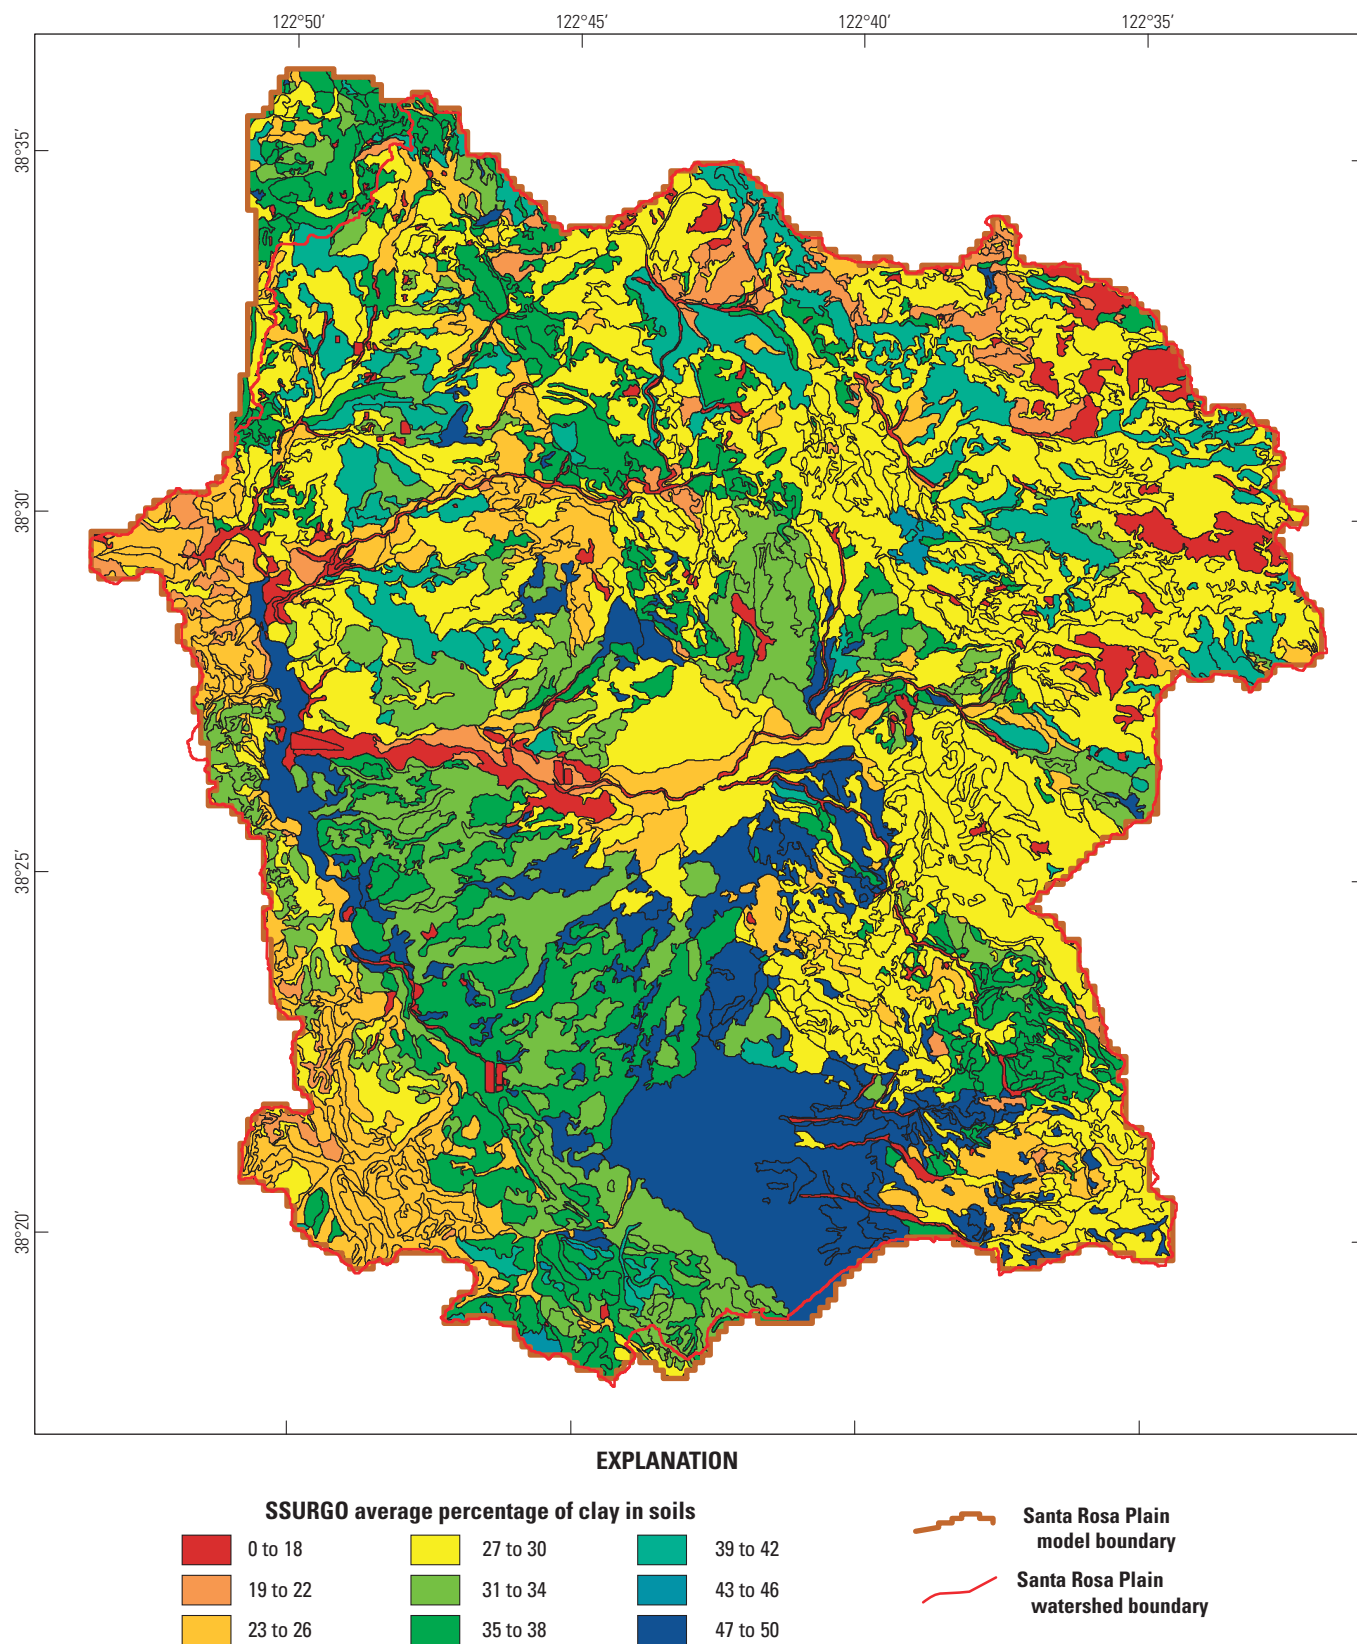 122°50′ 122°45′ 122°40′ 122°35′
38°35′
38°30′
38°25′
38°20′
EXPLANATION
SSURGO average percentage of clay in soils
0 to 18
19 to 22
23 to 26
27 to 30
31 to 34
35 to 38
39 to 42
43 to 46
47 to 50
Santa Rosa Plain
model boundary
Santa Rosa Plain
watershed boundary